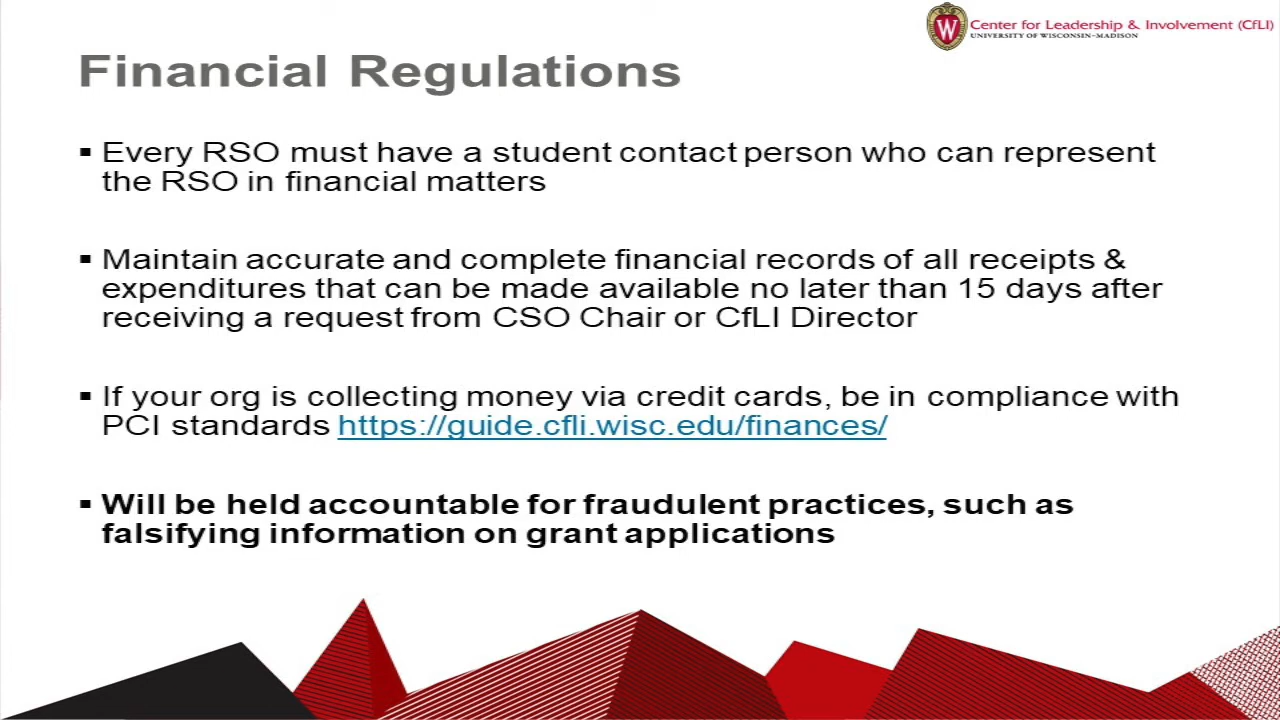 Center for Leadership & Involvement (CfLI)
UNIVERSITY OF WISCONSIN–MADISON
Financial Regulations
▪ Every RSO must have a student contact person who can represent
the RSO in financial matters
▪ Maintain accurate and complete financial records of all receipts &
expenditures that can be made available no later than 15 days after
receiving a request from CSO Chair or CfLI Director
▪ If your org is collecting money via credit cards, be in compliance with
PCI standards https://guide.cfli.wisc.edu/finances/
▪ Will be held accountable for fraudulent practices, such as
falsifying information on grant applications